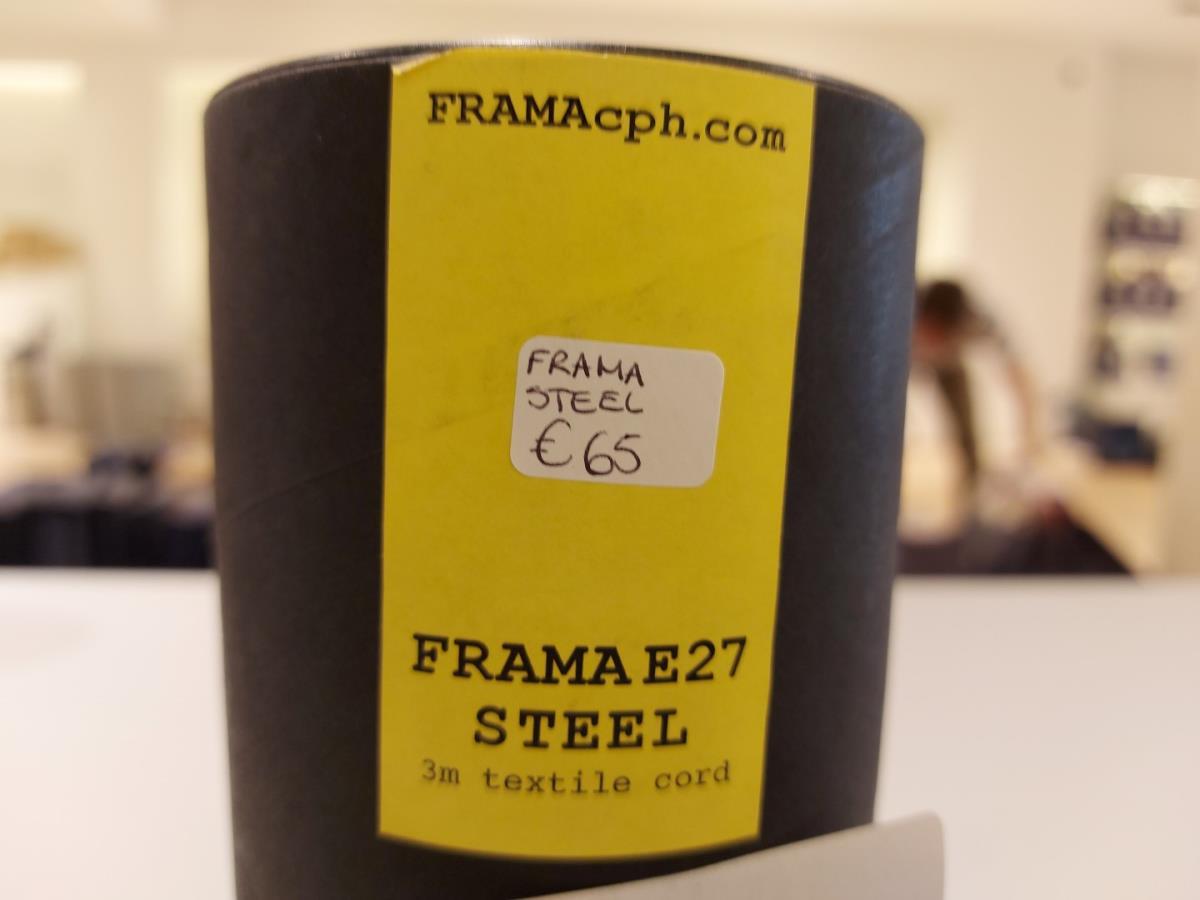 FRAMAcph.com
FRAMA
STEEL
€65
FRAMA E27
STEEL
3m textile cord